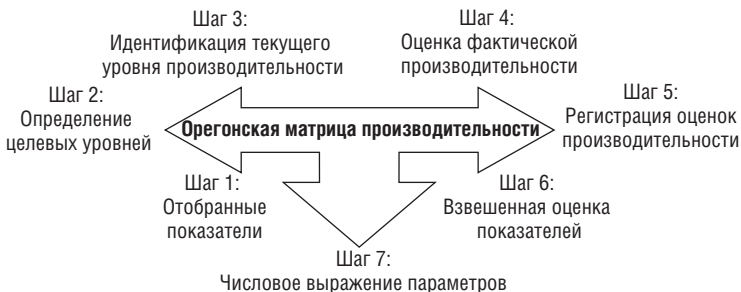 Шаг 3:
Идентификация текущего
уровня производительности
Шаг 4:
Оценка фактической
производительности
Шаг 2:
Определение
целевых уровней
Орегонская матрица производительности
Шаг 5:
Регистрация оценок
производительности
Шаг 1:
Отобранные
показатели
Шаг 6:
Взвешенная оценка
показателей
Шаг 7:
Числовое выражение параметров